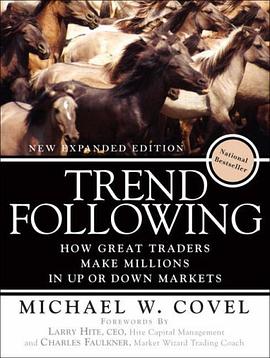 NEW EXPANDED EDITION
National
Bestseller
TREND
FOLLOWING
HOW GREAT TRADERS
MAKE MILLIONS
IN UP OR DOWN MARKETS
MICHAEL W. COVEL
FOREWORDS BY
LARRY HITE, CEO, Hite Capital Management
and CHARLES FAULKNER, Market Wizard Trading Coach